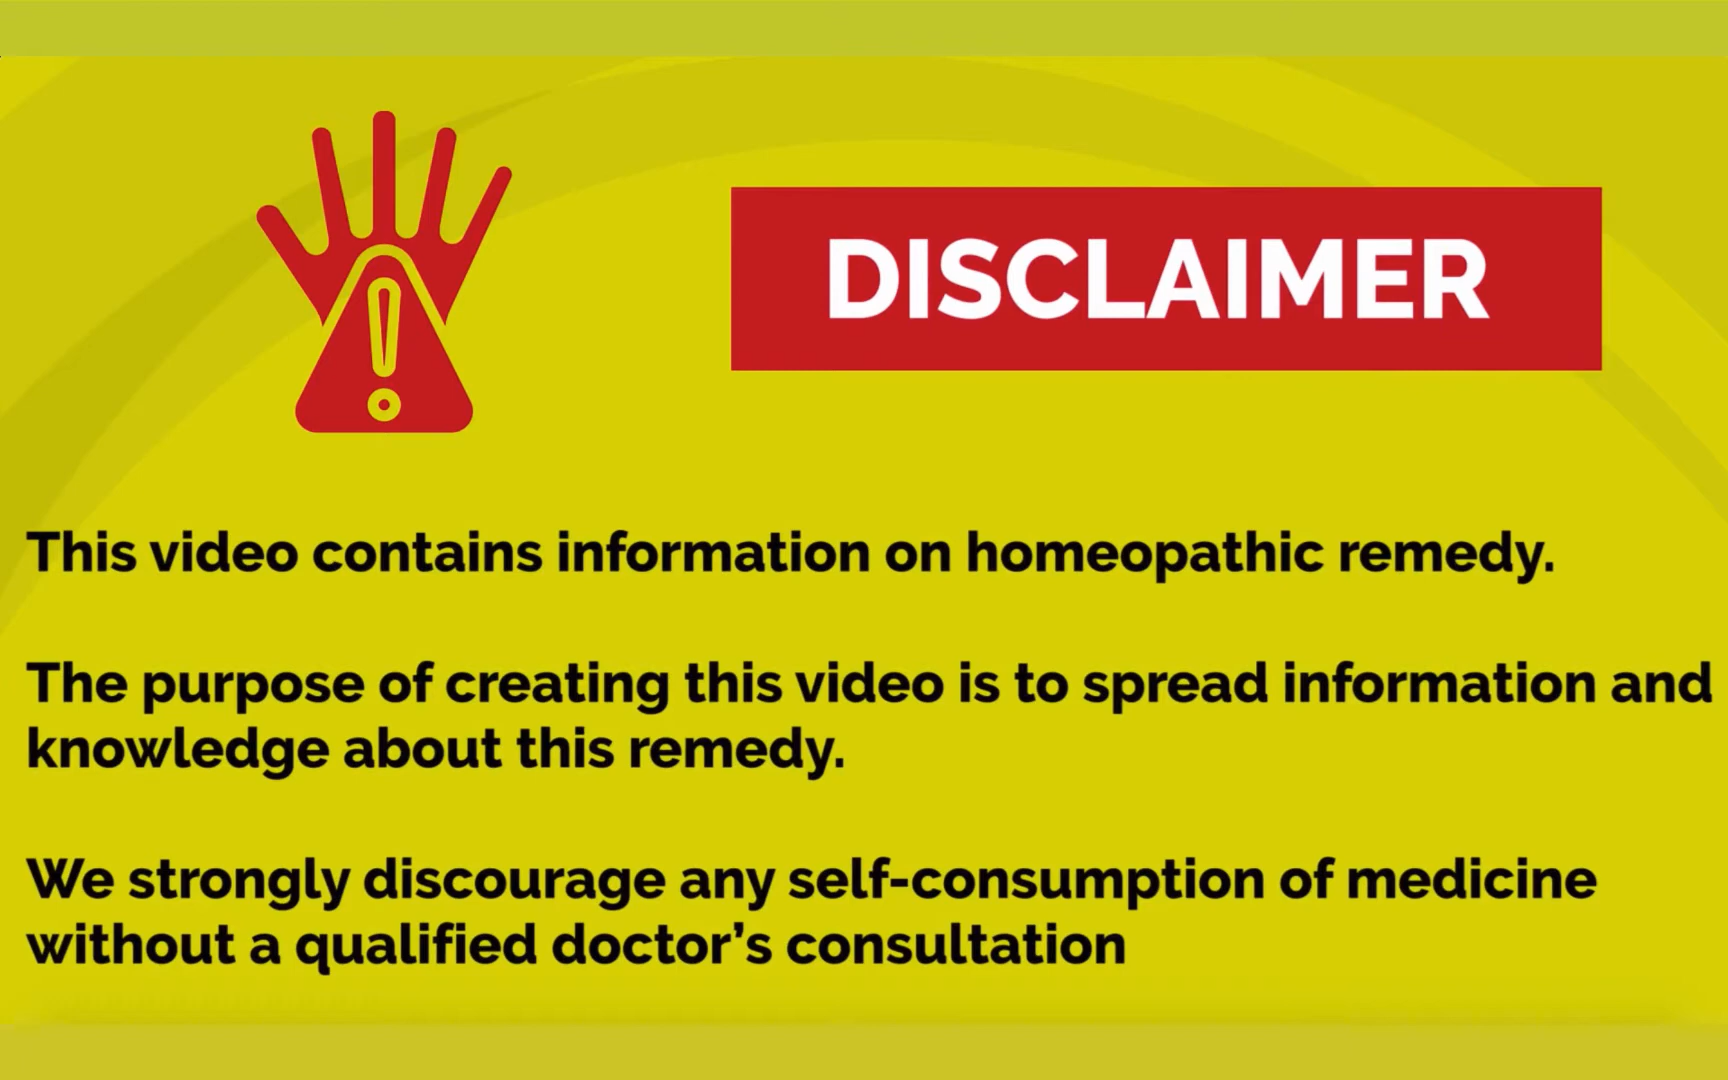 DISCLAIMER
This video contains information on homeopathic remedy.
The purpose of creating this video is to spread information and
knowledge about this remedy.
We strongly discourage any self-consumption of medicine
without a qualified doctor’s consultation